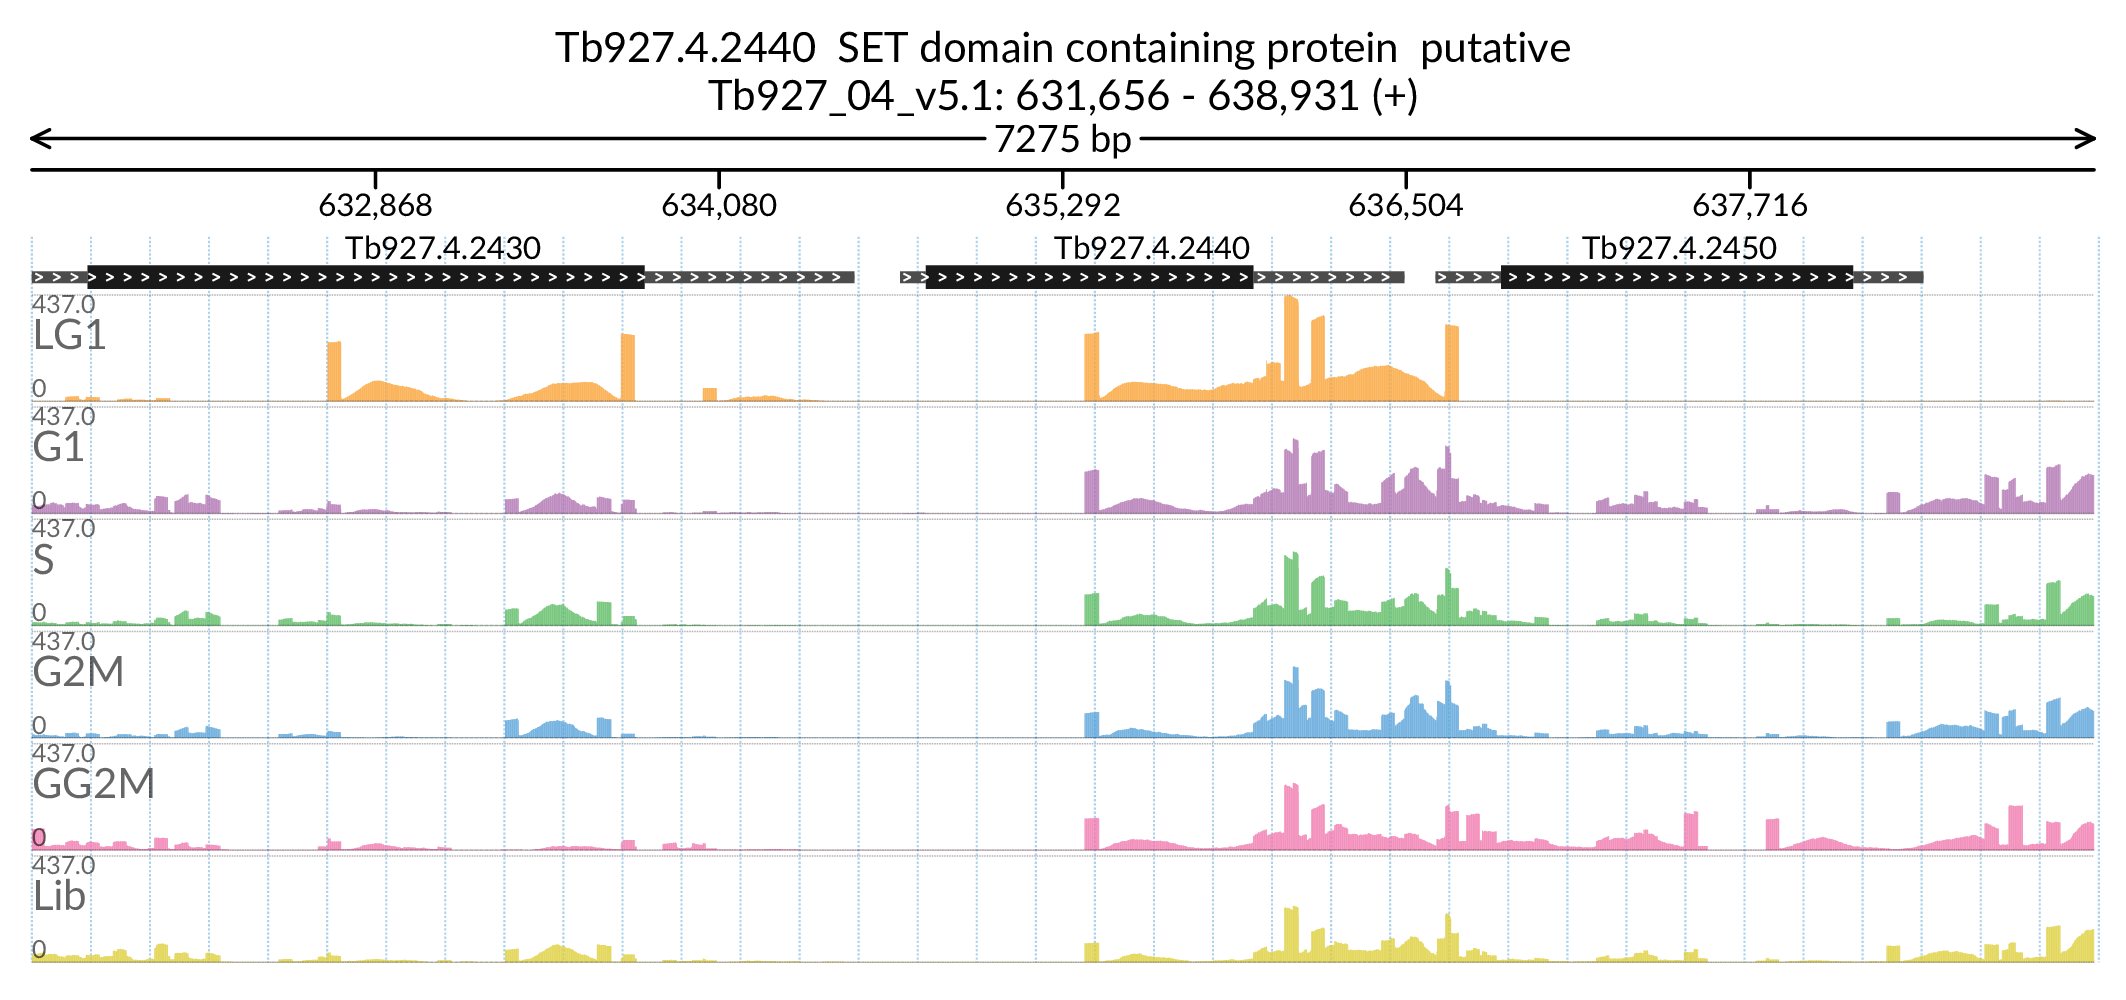 Tb927.4.2440  SET domain containing protein  putative
Tb927_04_v5.1: 631,656 - 638,931 (+)
7275 bp
632,868 634,080 635,292 636,504 637,716
Tb927.4.2430 Tb927.4.2440 Tb927.4.2450
437.0
LG1
0
437.0
G1
0
437.0
S
0
437.0
G2M
0
437.0
GG2M
0
437.0
Lib
0